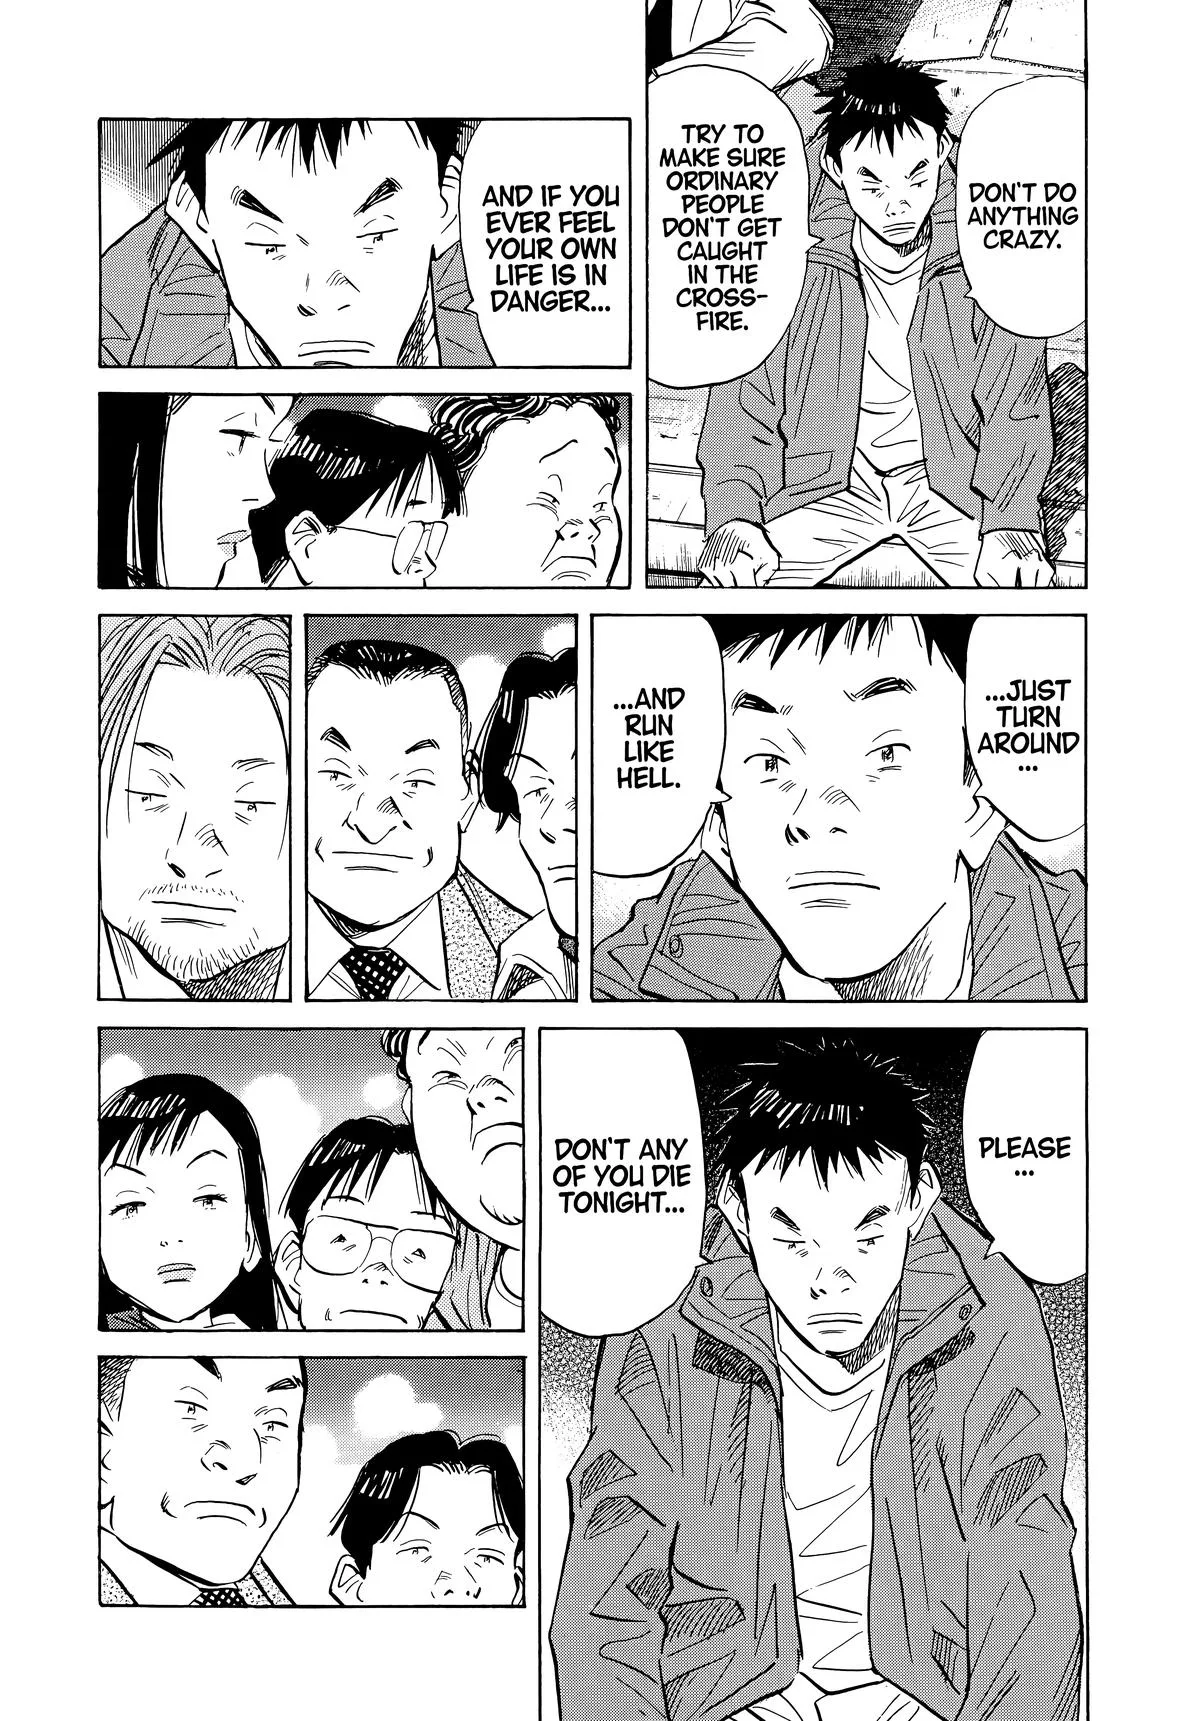 DON'T DO
ANYTHING
CRAZY.
TRY TO
MAKE SURE
ORDINARY
PEOPLE
DON'T GET
CAUGHT
IN THE
CROSS-
FIRE.
AND IF YOU
EVER FEEL
YOUR OWN
LIFE IS IN
DANGER...
...JUST
TURN
AROUND
...
...AND
RUN
LIKE
HELL.
PLEASE
...
DON'T ANY
OF YOU DIE
TONIGHT...